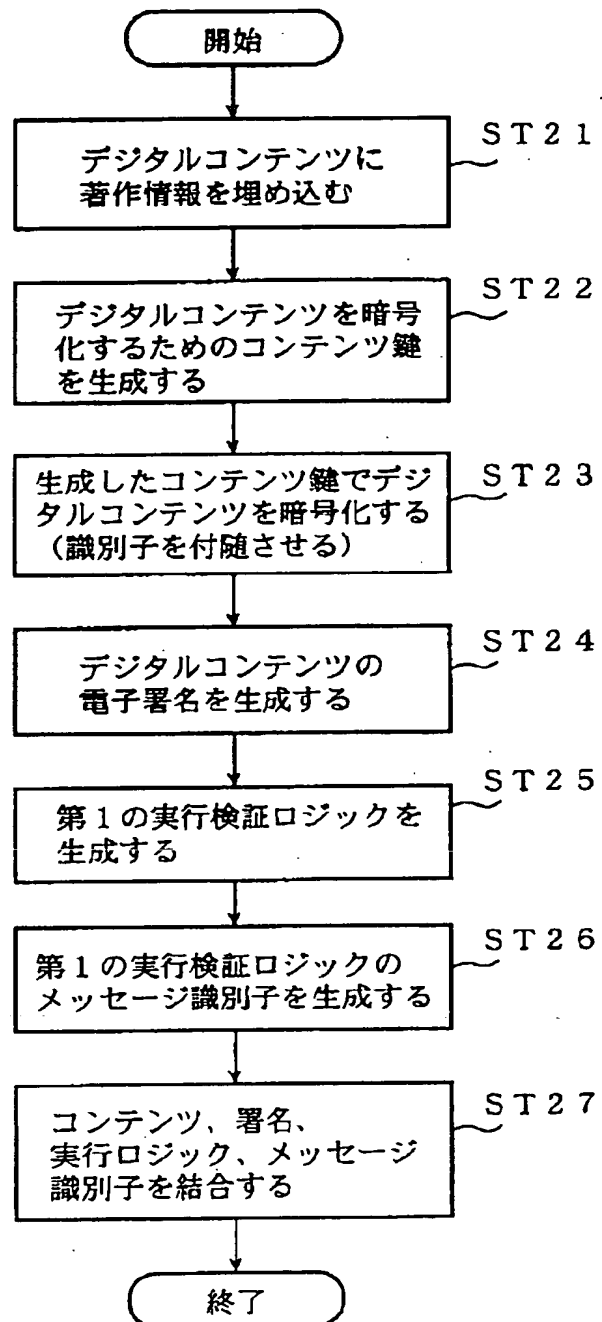 開始
ST21
デジタルコンテンツに
著作情報を埋め込む
ST22
デジタルコンテンツを暗号
化するためのコンテンツ鍵
を生成する
ST23
生成したコンテンツ鍵でデジ
タルコンテンツを暗号化する
（識別子を付随させる）
ST24
デジタルコンテンツの
電子署名を生成する
ST25
第1の実行検証ロジックを
生成する
ST26
第1の実行検証ロジックの
メッセージ識別子を生成する
ST27
コンテンツ、署名、
実行ロジック、メッセージ
識別子を結合する
終了